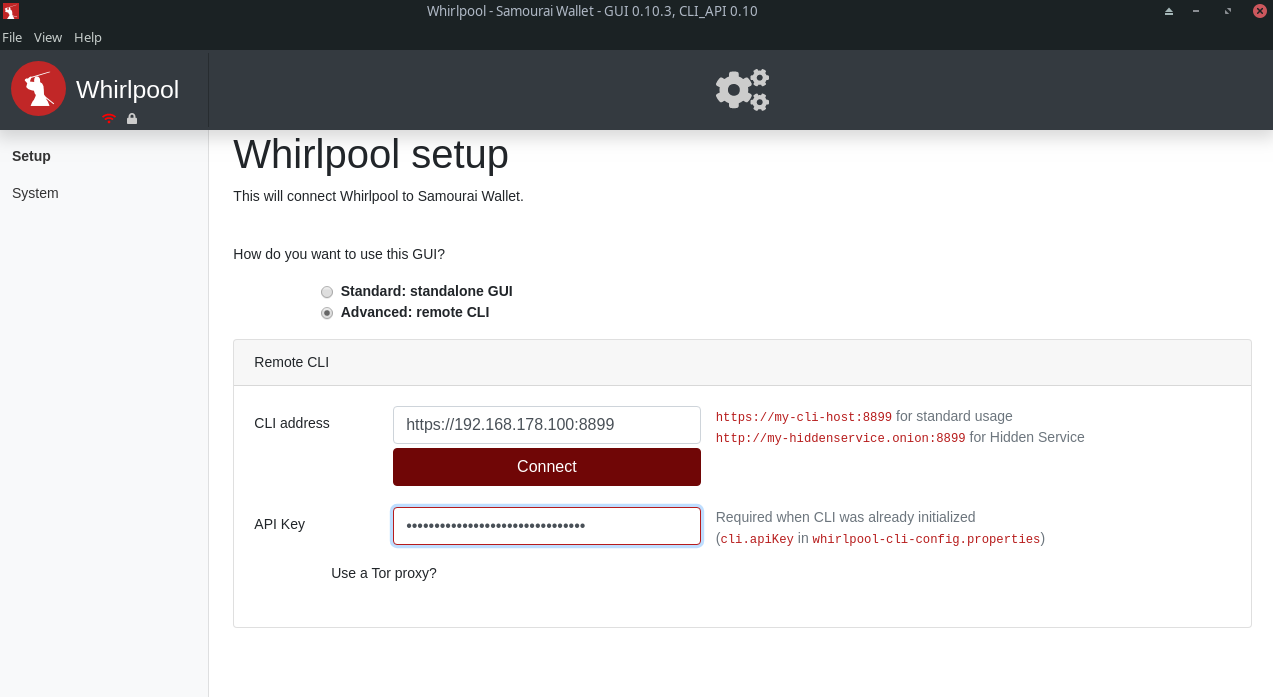 Whirlpool - Samourai Wallet - GUI 0.10.3, CLI_API 0.10
File View Help
Whirlpool
Setup
System
Whirlpool setup
This will connect Whirlpool to Samourai Wallet.
How do you want to use this GUI?
Standard: standalone GUI
Advanced: remote CLI
Remote CLI
CLI address
https://192.168.178.100:8899
https://my-cli-host:8899 for standard usage
http://my-hiddenservice.onion:8899 for Hidden Service
Connect
API Key
••••••••••••••••••••••••••••••••
Required when CLI was already initialized
(cli.apiKey in whirlpool-cli-config.properties)
Use a Tor proxy?